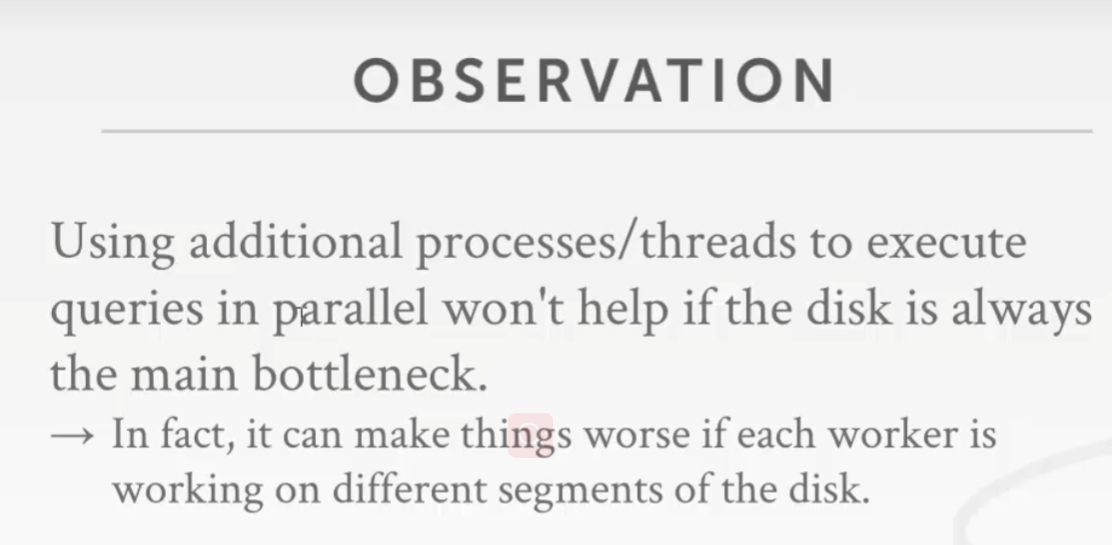 OBSERVATION
Using additional processes/threads to execute
queries in parallel won't help if the disk is always
the main bottleneck.
→ In fact, it can make things worse if each worker is
working on different segments of the disk.